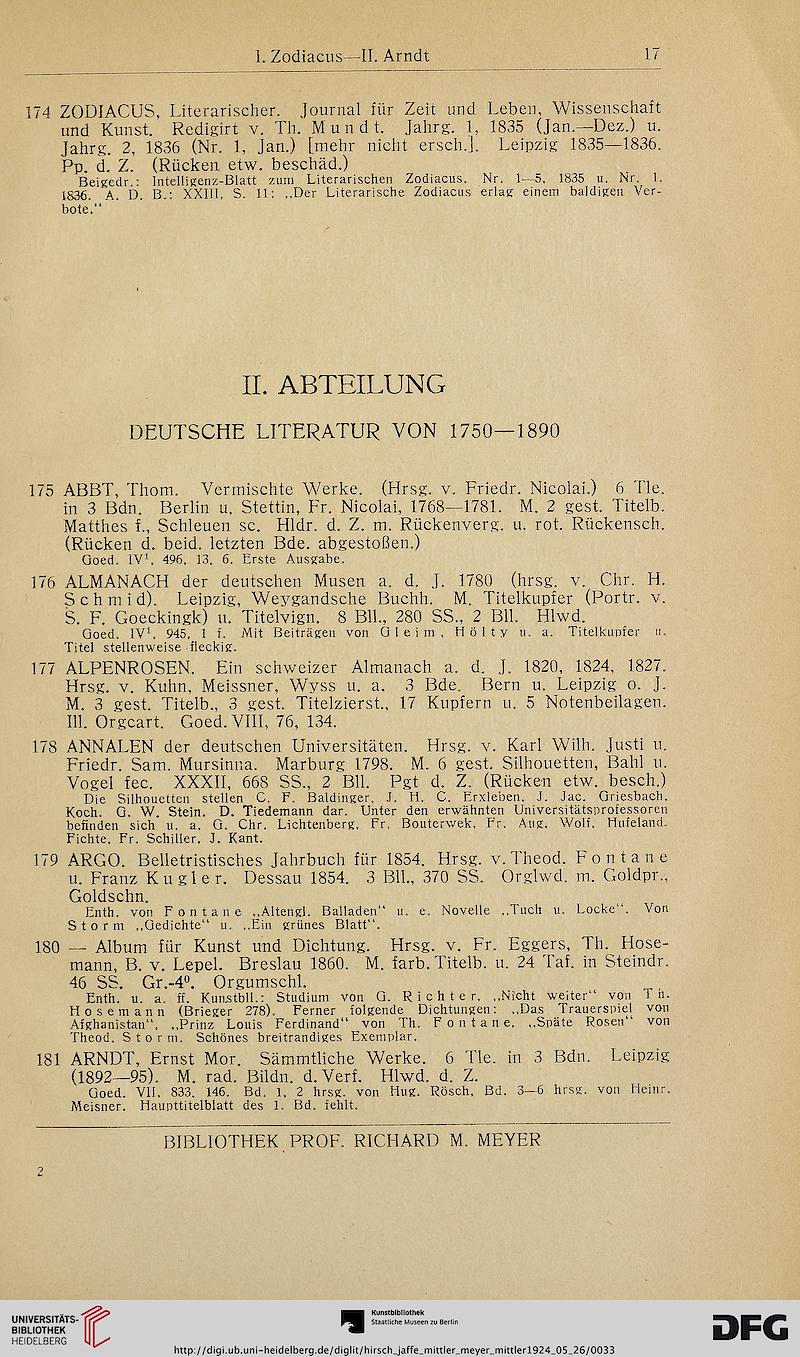 I. Zodiacus—II. Arndt 17
174 ZODIACUS, Literarischer. Journal für Zeit und Leben, Wissenschaft
und Kunst. Redigirt v. Th. Mundt. Jahrg. 1, 1835 (Jan.—Dez.) u.
Jahrg. 2, 1836 (Nr. 1, Jan.) [mehr nicht ersch.]. Leipzig 1835—1836.
Pp. d. Z. (Rücken etw. beschäd.)
Beigedr.: Intelligenz-Blatt zum Literarischen Zodiacus. Nr. 1—5, 1835 u. Nr. 1,
1836. A. D. B.: XXIII, S. 11: „Der Literarische Zodiacus erlag einem baldigen Ver-
bote."
II. ABTEILUNG
DEUTSCHE LITERATUR VON 1750—1890
175 ABBT, Thom. Vermischte Werke. (Hrsg. v. Friedr. Nicolai.) 6 Tle.
in 3 Bdn. Berlin u. Stettin, Fr. Nicolai, 1768—1781. M. 2 gest. Titelb.
Matthes f., Schleuen sc. Hldr. d. Z. m. Rückenverg. u. rot. Rückensch.
(Rücken d. beid. letzten Bde. abgestoßen.)
Goed. IV¹, 496, 13, 6. Erste Ausgabe.
176 ALMANACH der deutschen Musen a. d. J. 1780 (hrsg. v. Chr. H.
Schmid). Leipzig, Weygandsche Buchh. M. Titelkupfer (Portr. v.
S. F. Goeckingk) u. Titelvign. 8 Bll., 280 SS., 2 Bll. Hlwd.
Goed. IV¹, 945, 1 f. Mit Beiträgen von Gleim, Hölty u. a. Titelkupfer u.
Titel stellenweise fleckig.
177 ALPENROSEN. Ein schweizer Almanach a. d. J. 1820, 1824, 1827.
Hrsg. v. Kuhn, Meissner, Wyss u. a. 3 Bde. Bern u. Leipzig o. J.
M. 3 gest. Titelb., 3 gest. Titelzierst., 17 Kupfern u. 5 Notenbeilagen.
Ill. Orgcart. Goed. VIII, 76, 134.
178 ANNALEN der deutschen Universitäten. Hrsg. v. Karl Wilh. Justi u.
Friedr. Sam. Mursinna. Marburg 1798. M. 6 gest. Silhouetten, Bahl u.
Vogel fec. XXXII, 668 SS., 2 Bll. Pgt d. Z. (Rücken etw. besch.)
Die Silhouetten stellen C. F. Baldinger, J. H. C. Erxleben, J. Jac. Griesbach,
Koch, G. W. Stein, D. Tiedemann dar. Unter den erwähnten Universitätsprofessoren
befinden sich u. a. G. Chr. Lichtenberg, Fr. Bouterwek, Fr. Aug. Wolf, Hufeland,
Fichte, Fr. Schiller, J. Kant.
179 ARGO. Belletristisches Jahrbuch für 1854. Hrsg. v. Theod. Fontane
u. Franz Kugler. Dessau 1854. 3 Bll., 370 SS. Orglwd. m. Goldpr.,
Goldschn.
Enth. von Fontane „Altengl. Balladen" u. e. Novelle „Tuch u. Locke". Von
Storm „Gedichte" u. „Ein grünes Blatt".
180 — Album für Kunst und Dichtung. Hrsg. v. Fr. Eggers, Th. Hose-
mann, B. v. Lepel. Breslau 1860. M. farb. Titelb. u. 24 Taf. in Steindr.
46 SS. Gr.-4⁰. Orgumschl.
Enth. u. a. ff. Kunstbll.: Studium von G. Richter, „Nicht weiter" von Th.
Hosemann (Brieger 278). Ferner folgende Dichtungen: „Das Trauerspiel von
Afghanistan", „Prinz Louis Ferdinand" von Th. Fontane, „Späte Rosen" von
Theod. Storm. Schönes breitrandiges Exemplar.
181 ARNDT, Ernst Mor. Sämmtliche Werke. 6 Tle. in 3 Bdn. Leipzig
(1892—95). M. rad. Bildn. d. Verf. Hlwd. d. Z.
Goed. VII, 833, 146. Bd. 1, 2 hrsg. von Hug. Rösch, Bd. 3—6 hrsg. von Heinr.
Meisner. Haupttitelblatt des 1. Bd. fehlt.
BIBLIOTHEK PROF. RICHARD M. MEYER
2
UNIVERSITÄTS-
BIBLIOTHEK
HEIDELBERG
Kunstbibliothek
Staatliche Museen zu Berlin
DFG
http://digi.ub.uni-heidelberg.de/diglit/hirsch_jaffe_mittler_meyer_mittler1924_05_26/0033